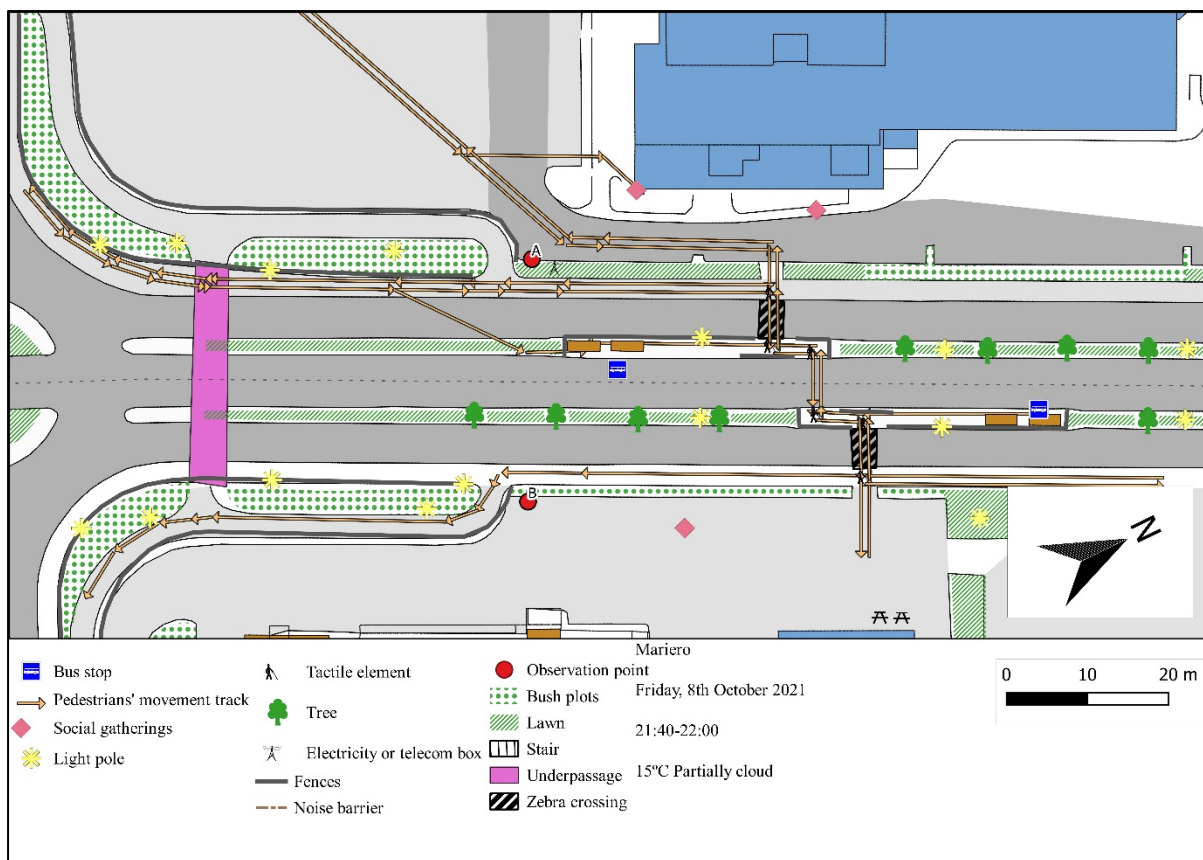 A
B
N
Bus stop
Pedestrians' movement track
Social gatherings
Light pole
Tactile element
Tree
Electricity or telecom box
Fences
Noise barrier
Observation point
Bush plots
Lawn
Stair
Underpassage
Zebra crossing
Mariero
Friday, 8th October 2021
21:40-22:00
15°C Partially cloud
0 10 20 m